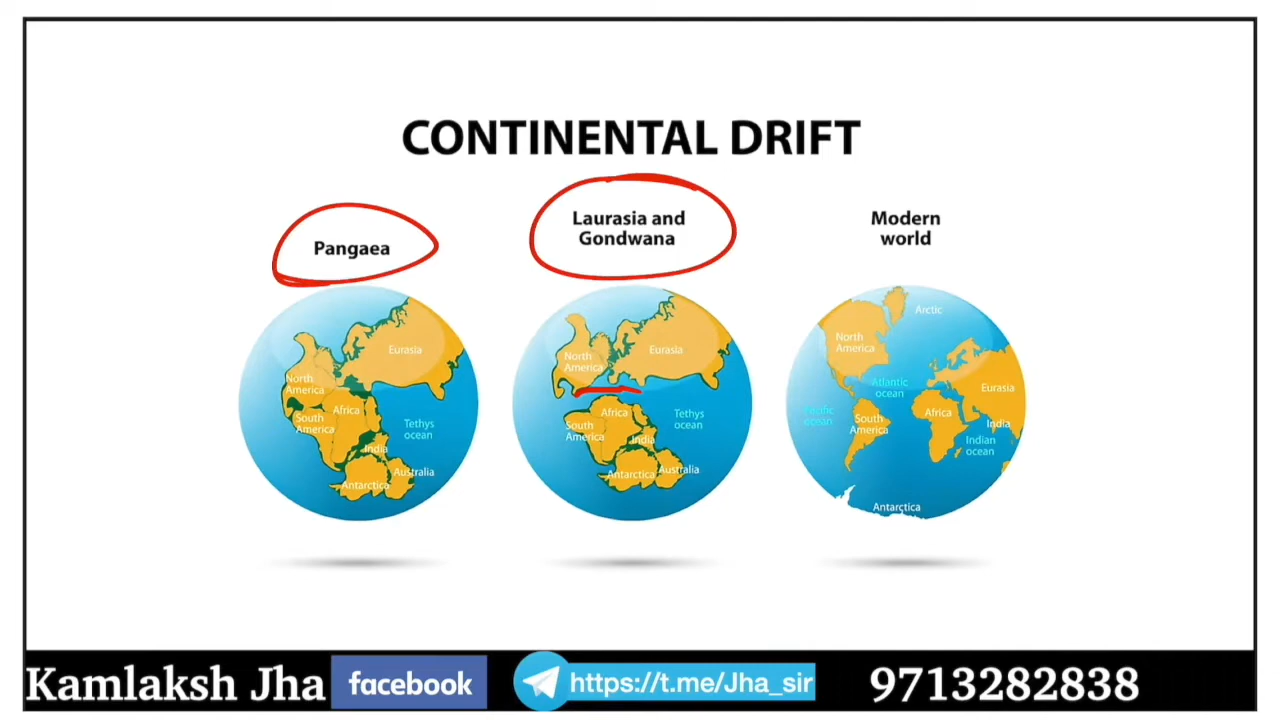 CONTINENTAL DRIFT
Pangaea
Eurasia
North
America
Africa
South
America
Tethys
ocean
India
Australia
Antarctica
Laurasia and
Gondwana
North
America
Eurasia
Africa
South
America
Tethys
ocean
India
Australia
Antarctica
Modern
world
Arctic
North
America
Atlantic
ocean
Eurasia
Pacific
ocean
South
America
Africa
India
Indian
ocean
Antarctica
Kamlaksh Jha
facebook
https://t.me/Jha_sir
9713282838